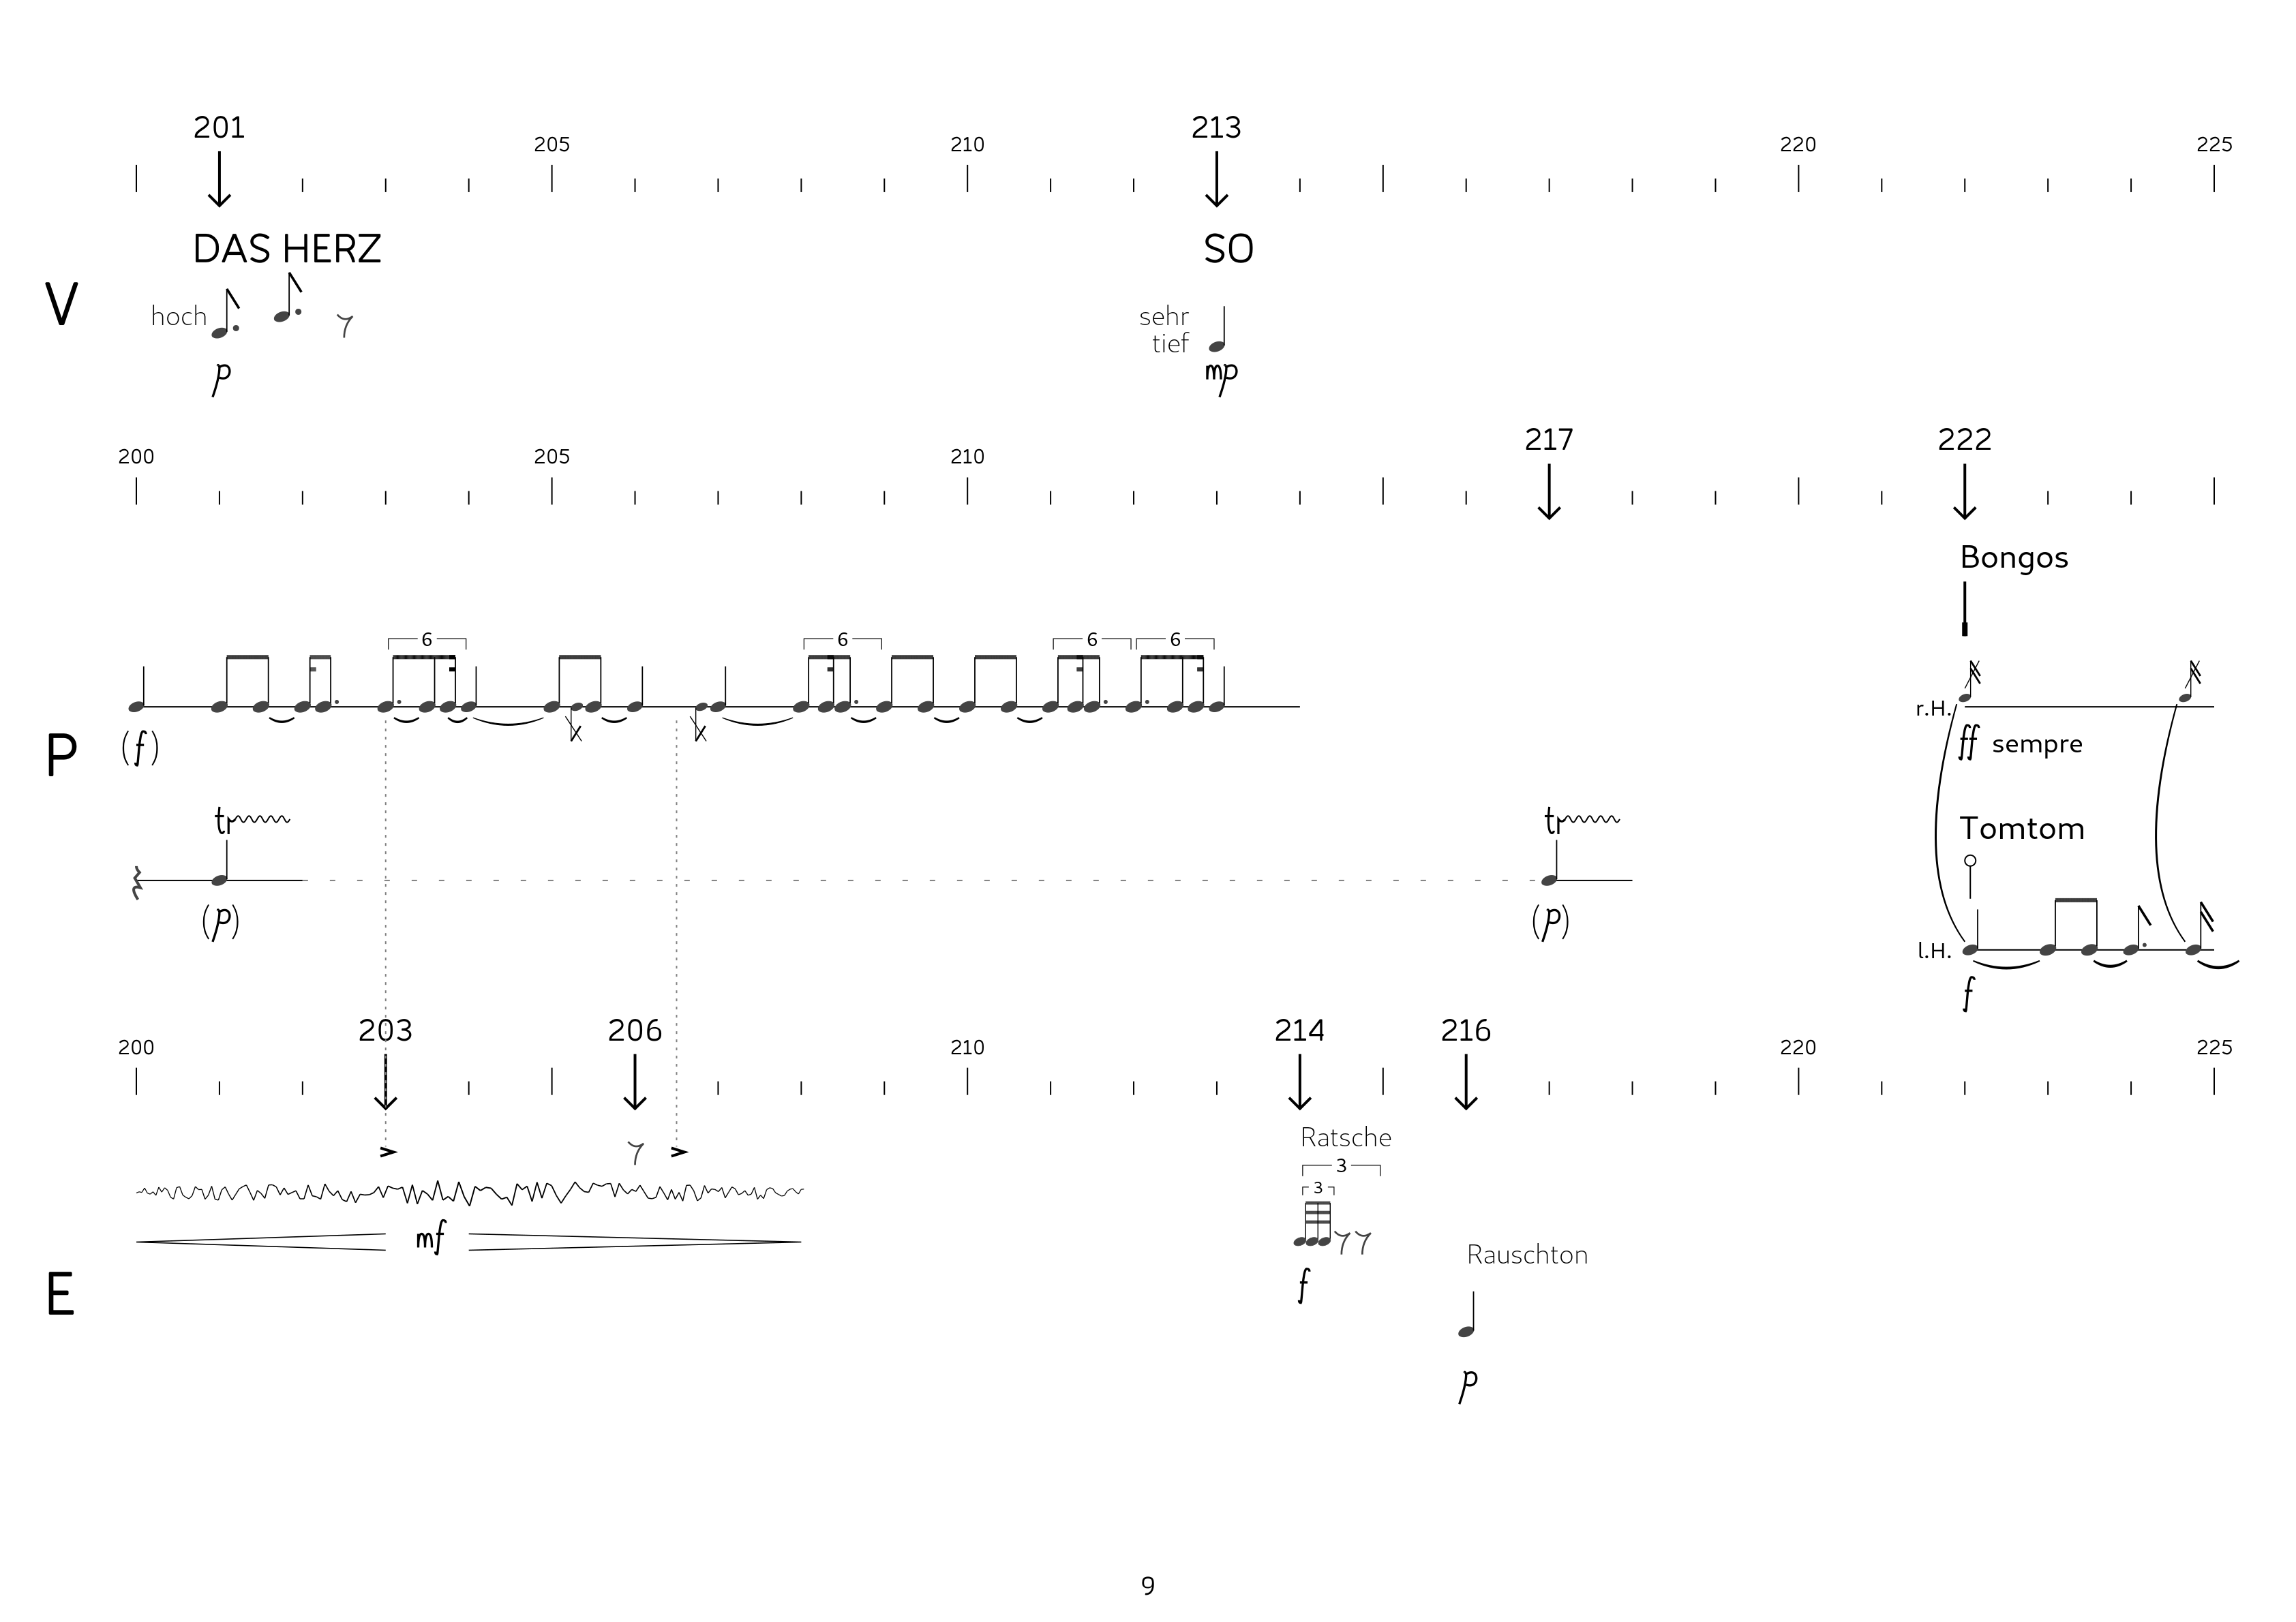 201 205 210 213 220 225
DAS HERZ SO
V
hoch
sehr
tief
p mp
200 205 210 217 222
Bongos
6 6 6 6
r.H.
P
(f) ff sempre
tr tr
Tomtom
(p) (p)
l.H.
f
200 203 206 210 214 216 220 225
Ratsche
3
3
mf
Rauschton
E
f
p
9